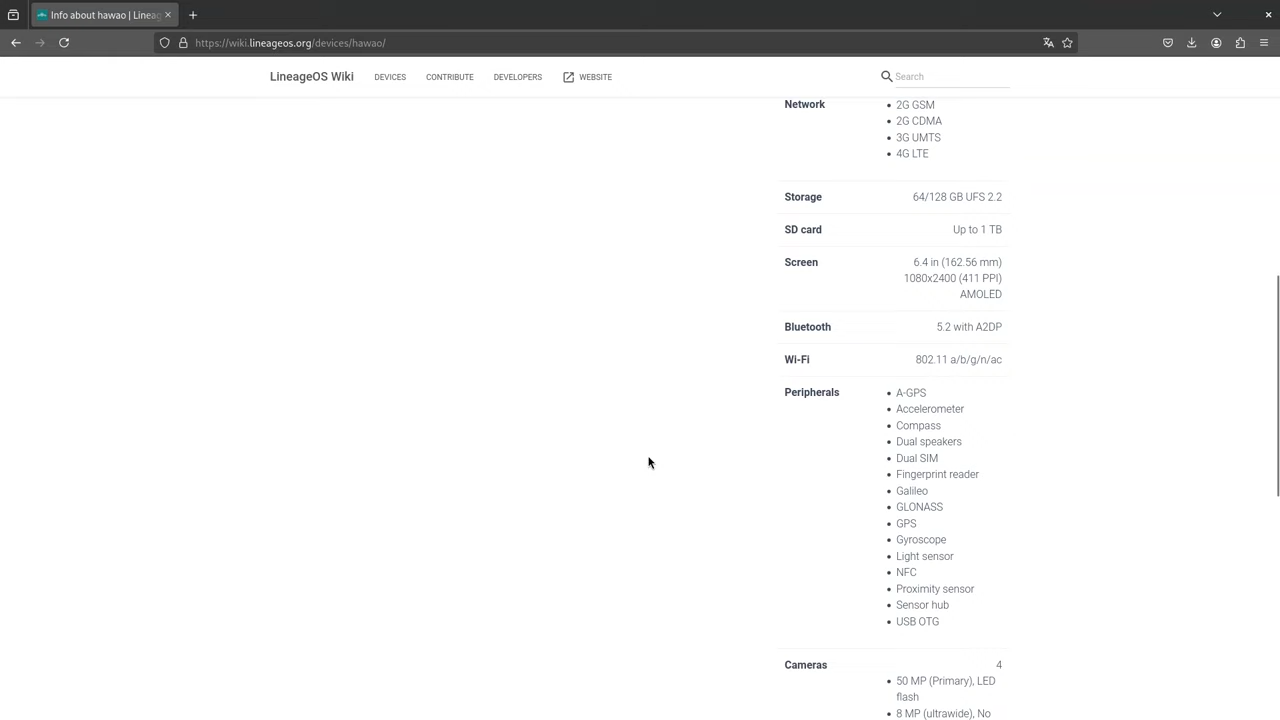 Info about hawao | Lineag
https://wiki.lineageos.org/devices/hawao/
LineageOS Wiki DEVICES CONTRIBUTE DEVELOPERS WEBSITE Search
Network
• 2G GSM
• 2G CDMA
• 3G UMTS
• 4G LTE
Storage 64/128 GB UFS 2.2
SD card Up to 1 TB
Screen 6.4 in (162.56 mm)
1080x2400 (411 PPI)
AMOLED
Bluetooth 5.2 with A2DP
Wi-Fi 802.11 a/b/g/n/ac
Peripherals
• A-GPS
• Accelerometer
• Compass
• Dual speakers
• Dual SIM
• Fingerprint reader
• Galileo
• GLONASS
• GPS
• Gyroscope
• Light sensor
• NFC
• Proximity sensor
• Sensor hub
• USB OTG
Cameras 4
• 50 MP (Primary), LED
flash
• 8 MP (ultrawide), No